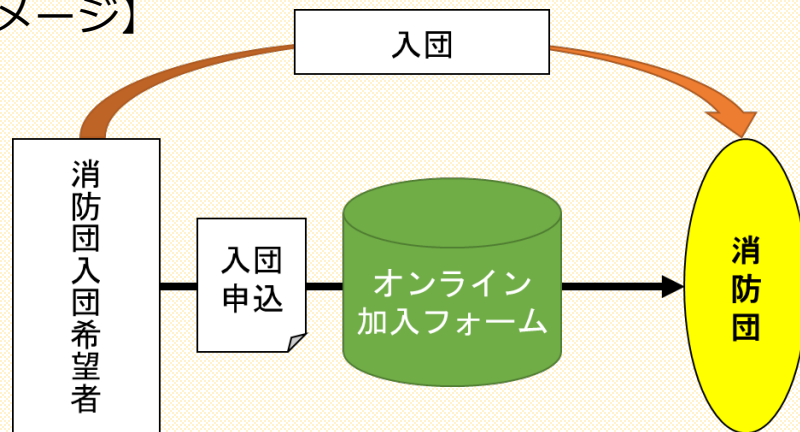 メージ】
入団
消防団入団希望者
入団
申込
オンライン
加入フォーム
消防団